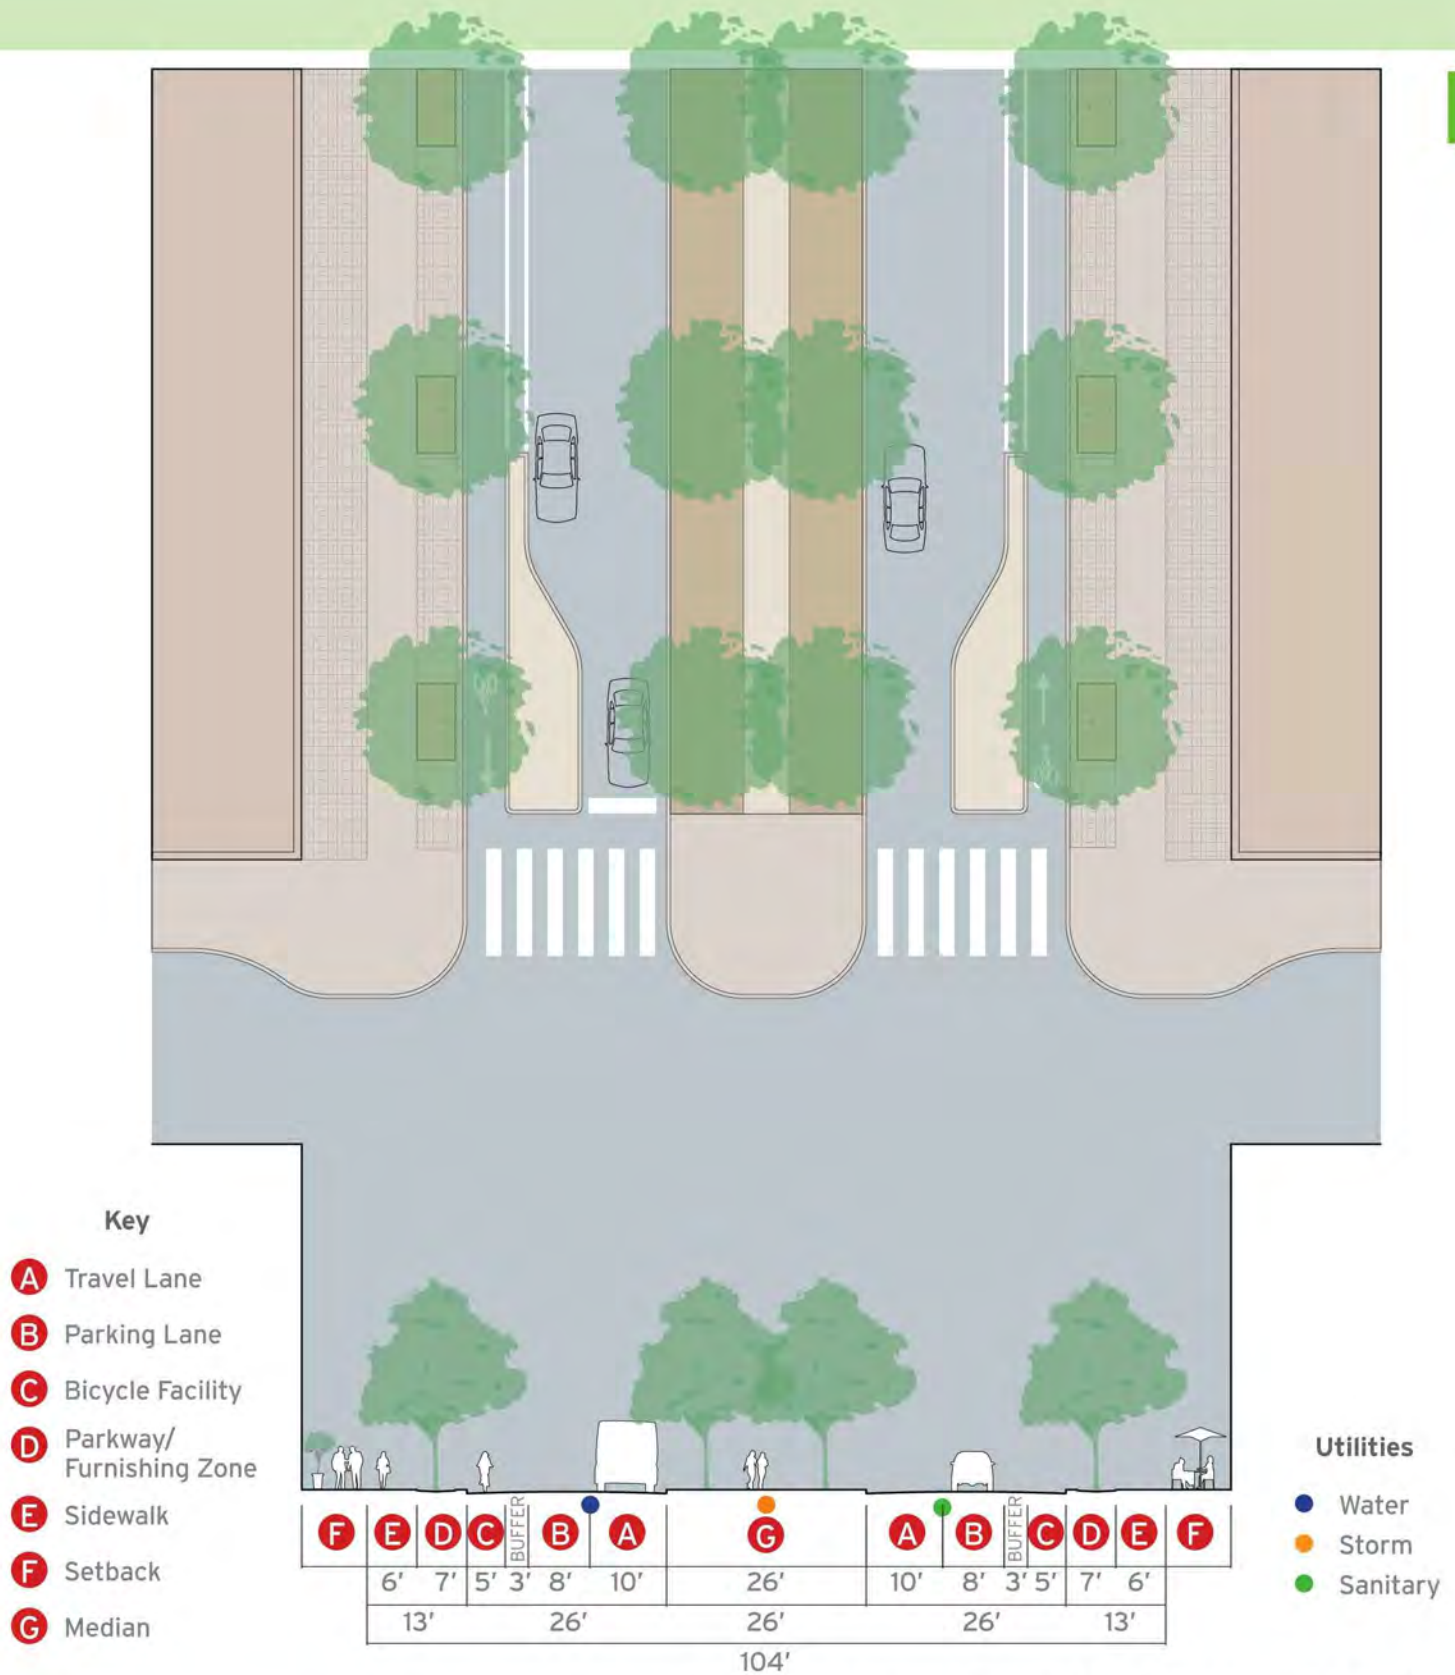 Key
A Travel Lane
B Parking Lane
C Bicycle Facility
D Parkway/
Furnishing Zone
E Sidewalk
F Setback
G Median
Utilities
Water
Storm
Sanitary
F E D C BUFFER B A G A B BUFFER C D E F
6' 7' 5' 3' 8' 10' 26' 10' 8' 3' 5' 7' 6'
13' 26' 26' 26' 13'
104'